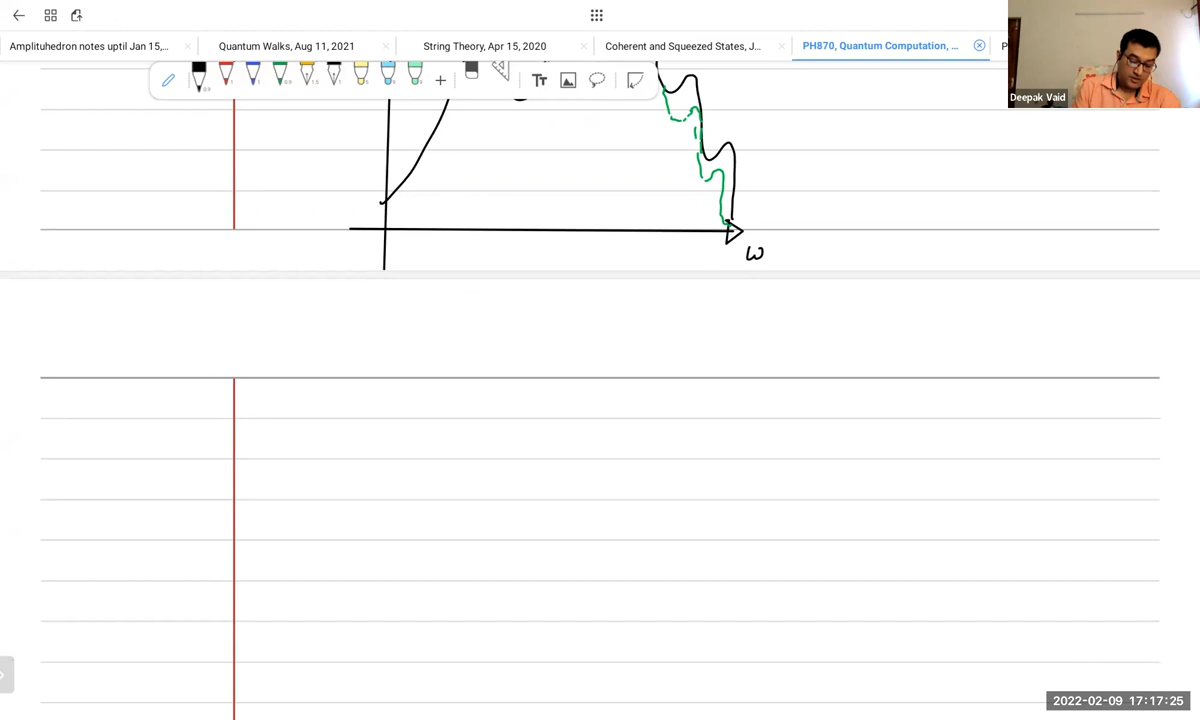 Amplituhedron notes uptil Jan 15,...
Quantum Walks, Aug 11, 2021
String Theory, Apr 15, 2020
Coherent and Squeezed States, J...
PH870, Quantum Computation, ...
P
Tт
Deepak Vaid
ω
2022-02-09 17:17:25